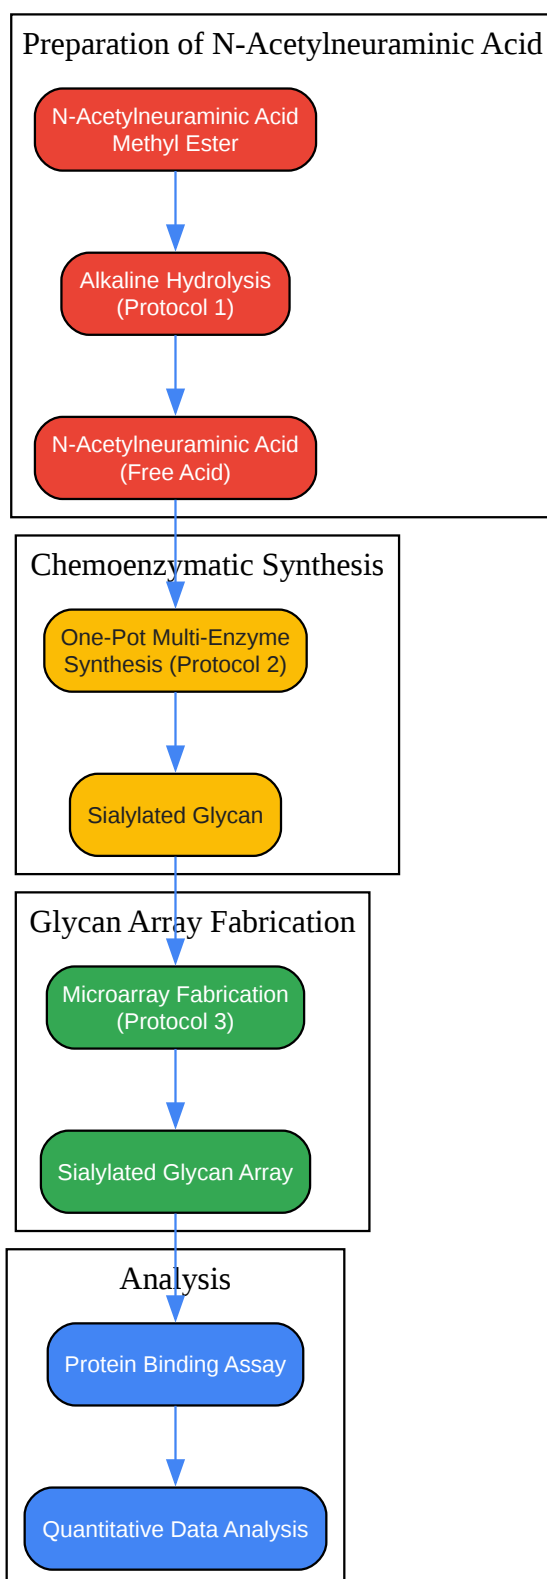 Preparation of N-Acetylneuraminic Acid
N-Acetylneuraminic Acid
Methyl Ester
Alkaline Hydrolysis
(Protocol 1)
N-Acetylneuraminic Acid
(Free Acid)
Chemoenzymatic Synthesis
One-Pot Multi-Enzyme
Synthesis (Protocol 2)
Sialylated Glycan
Glycan Array Fabrication
Microarray Fabrication
(Protocol 3)
Sialylated Glycan Array
Analysis
Protein Binding Assay
Quantitative Data Analysis